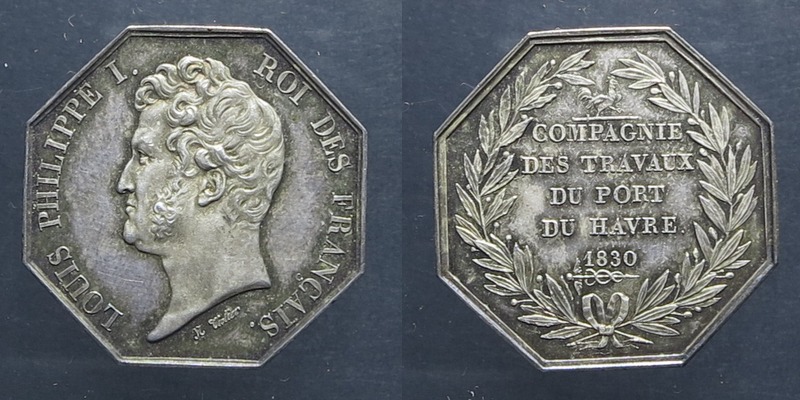 LOUIS PHILIPPE I. ROI DES FRANÇAIS.
COMPAGNIE
DES TRAVAUX
DU PORT
DU HAVRE.
1830